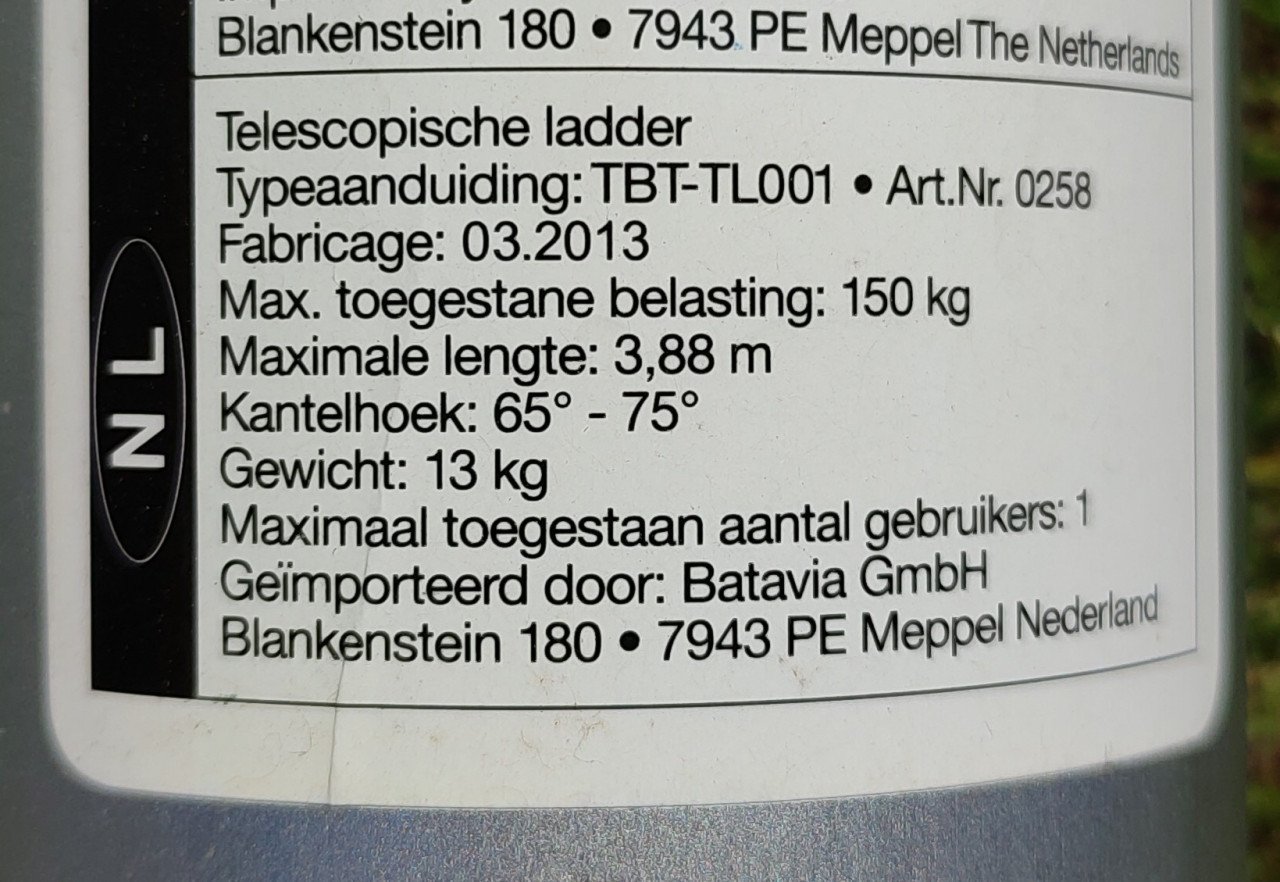 Blankenstein 180 • 7943 PE Meppel The Netherlands
Telescopische ladder
Typeaanduiding: TBT-TL001 • Art.Nr. 0258
Fabricage: 03.2013
Max. toegestane belasting: 150 kg
Maximale lengte: 3,88 m
Kantelhoek: 65° - 75°
Gewicht: 13 kg
Maximaal toegestaan aantal gebruikers: 1
Geïmporteerd door: Batavia GmbH
Blankenstein 180 • 7943 PE Meppel Nederland
NL